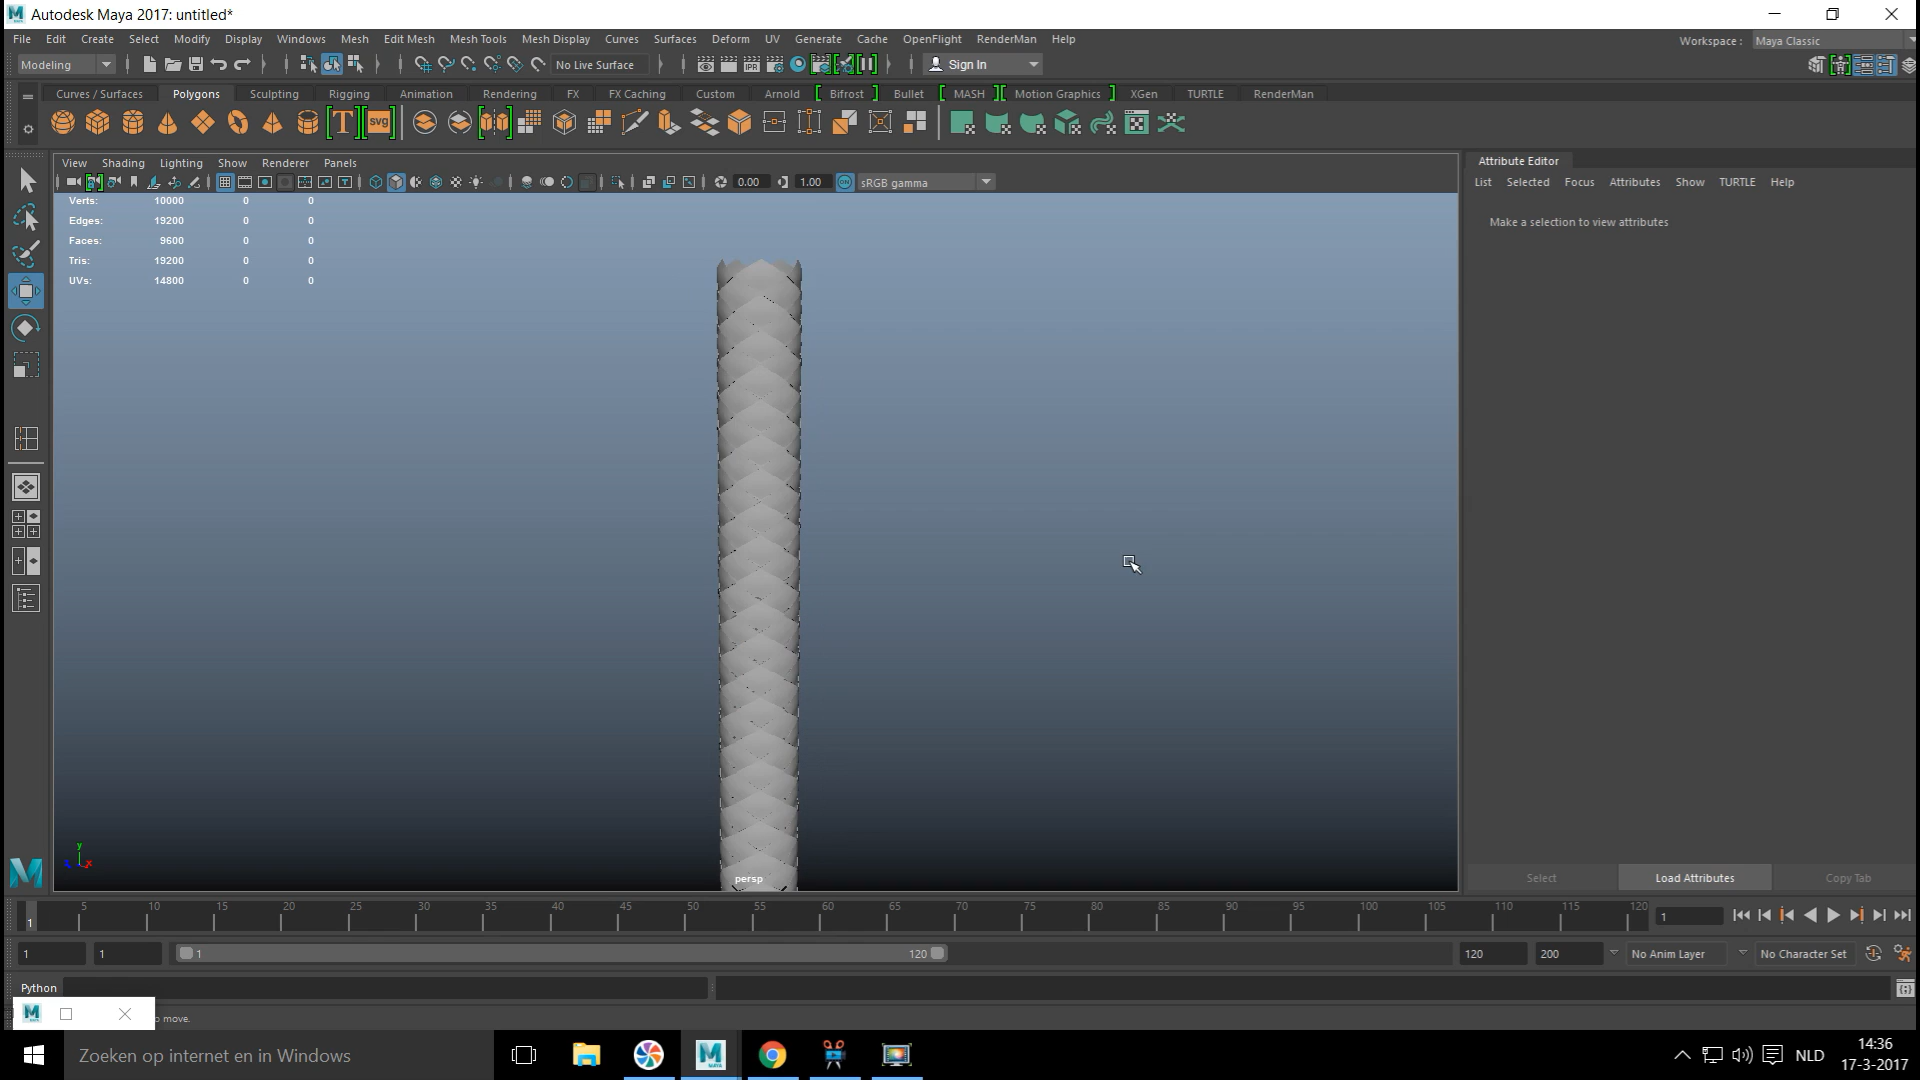 Autodesk Maya 2017: untitled*
File Edit Create Select Modify Display Windows Mesh Edit Mesh Mesh Tools Mesh Display Curves Surfaces Deform UV Generate Cache OpenFlight RenderMan Help
Workspace : Maya Classic
Modeling No Live Surface IPR Sign In
Curves / Surfaces Polygons Sculpting Rigging Animation Rendering FX FX Caching Custom Arnold Bifrost Bullet MASH Motion Graphics XGen TURTLE RenderMan
T svg
View Shading Lighting Show Renderer Panels
0.00 1.00 ON sRGB gamma
Verts: 10000 0 0
Edges: 19200 0 0
Faces: 9600 0 0
Tris: 19200 0 0
UVs: 14800 0 0
y
x
persp
Attribute Editor
List Selected Focus Attributes Show TURTLE Help
Make a selection to view attributes
Select Load Attributes Copy Tab
1 5 10 15 20 25 30 35 40 45 50 55 60 65 70 75 80 85 90 95 100 105 110 115 120 1
1 1 1 120 120 200 No Anim Layer No Character Set
Python
MAYA
o move.
Zoeken op internet en in Windows
MAYA
NLD
14:36
17-3-2017